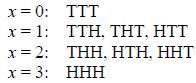 x = 0: TTT
x = 1: TTH, THT, HTT
x = 2: THH, HTH, HHT
x = 3: HHH